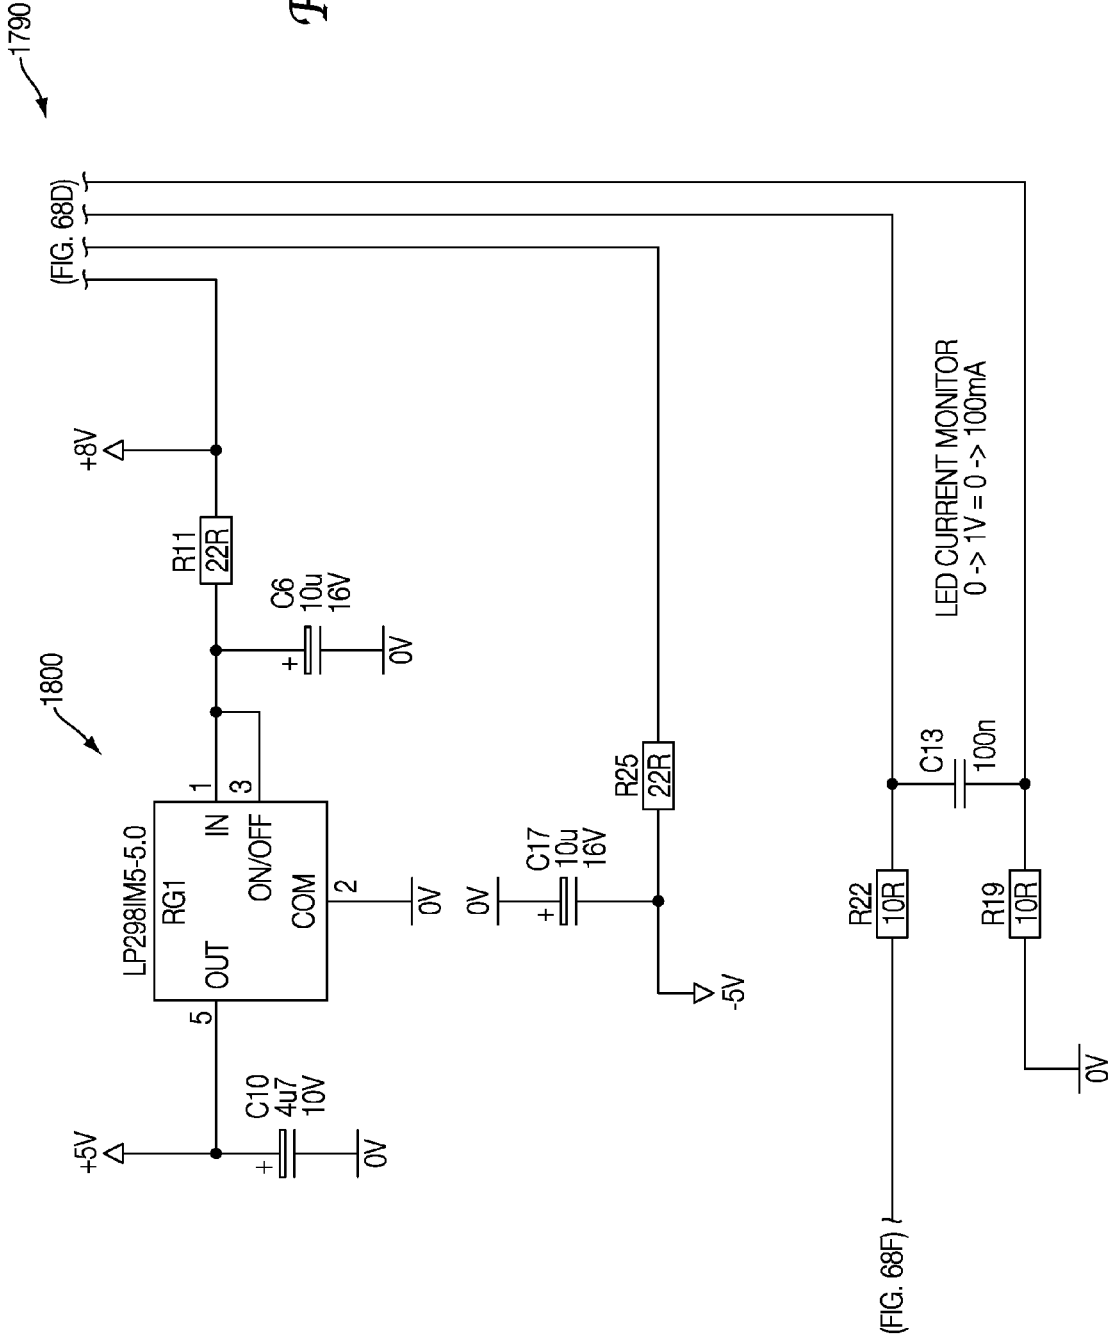 1790
(FIG. 68D)
+8V
R11
22R
C6
10u
16V
+
0V
1800
LP298IM5-5.0
RG1
1
IN
3
ON/OFF
COM
2
0V
OUT
5
+5V
C10
4u7
10V
+
0V
R25
22R
C17
10u
16V
0V
+
-5V
LED CURRENT MONITOR
0 -> 1V = 0 -> 100mA
C13
100n
R22
10R
R19
10R
0V
(FIG. 68F)